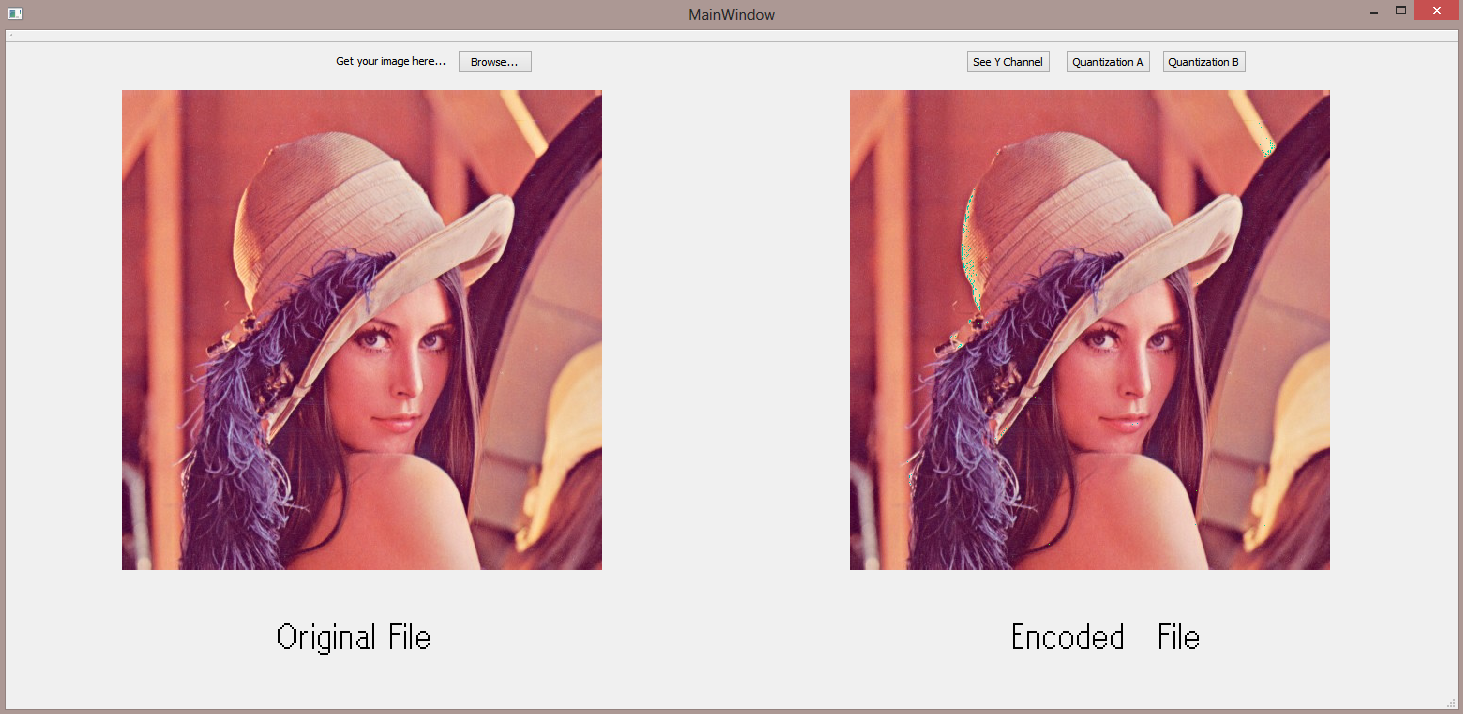 MainWindow
Get your image here... Browse... See Y Channel Quantization A Quantization B
Original File Encoded File